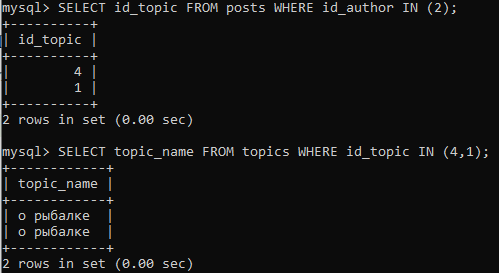 mysql> SELECT id_topic FROM posts WHERE id_author IN (2);
+----------+
| id_topic |
+----------+
|        4 |
|        1 |
+----------+
2 rows in set (0.00 sec)
mysql> SELECT topic_name FROM topics WHERE id_topic IN (4,1);
+------------+
| topic_name |
+------------+
| о рыбалке  |
| о рыбалке  |
+------------+
2 rows in set (0.00 sec)